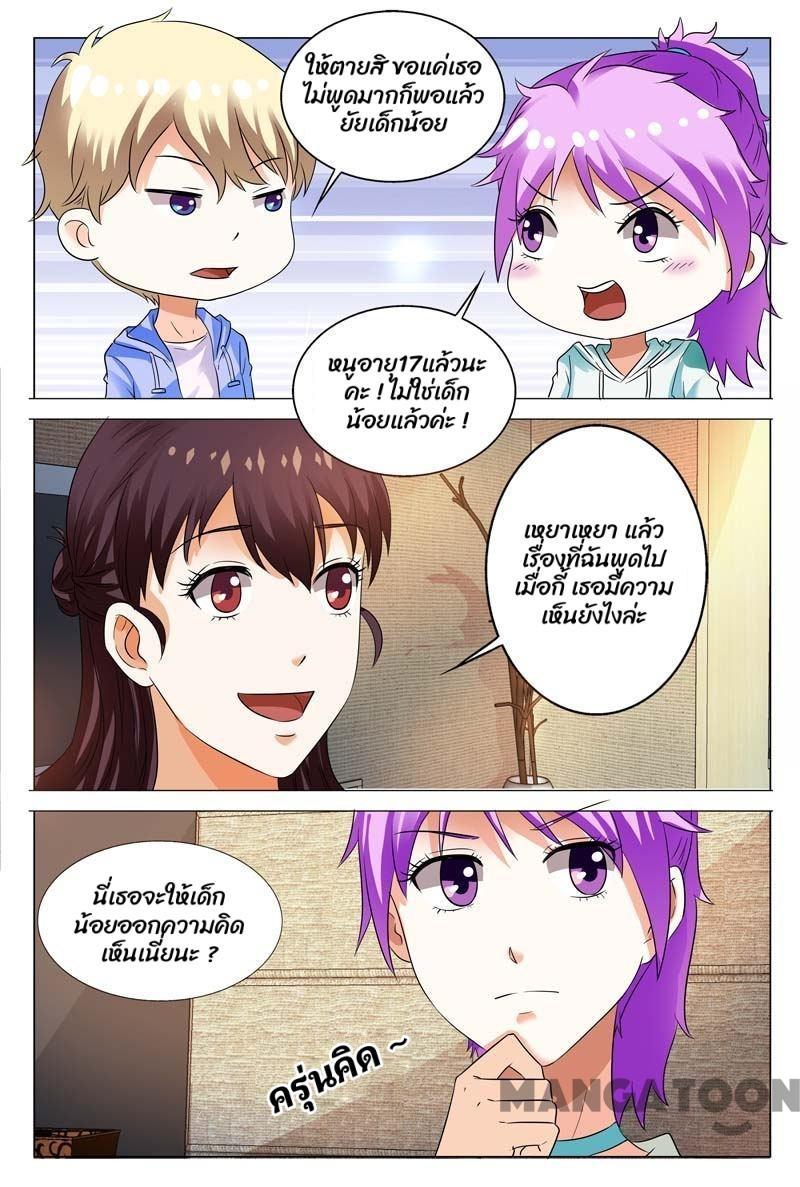 ให้ตายสิ ขอแค่เธอ
ไม่พูดมากก็พอแล้ว
ยัยเด็กน้อย
หนูอายุ17แล้วนะ
คะ ! ไม่ใช่เด็ก
น้อยแล้วค่ะ !
เหยาเหยา แล้ว
เรื่องที่ฉันพูดไป
เมื่อกี้ เธอมีความ
เห็นยังไงล่ะ
นี่เธอจะให้เด็ก
น้อยออกความคิด
เห็นเนี่ยนะ ?
ครุ่นคิด ~
MANGATOON